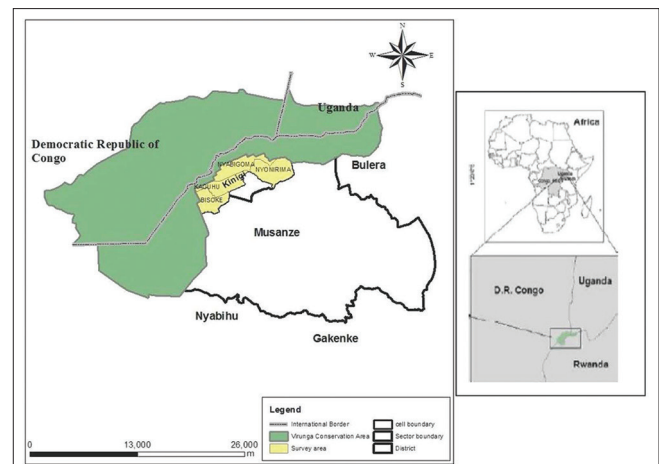 N
W E
S
Uganda
Democratic Republic of
Congo
NYABIGOMA
NYONIRIMA
Kinigi
KAGUHU
BISOKE
Bulera
Musanze
Nyabihu
Gakenke
Legend
International Border
Virunga Conservation Area
Survey area
cell boundary
Sector boundary
District
0 13,000 26,000
m
Africa
Uganda
D.R. Congo
Uganda
Rwanda